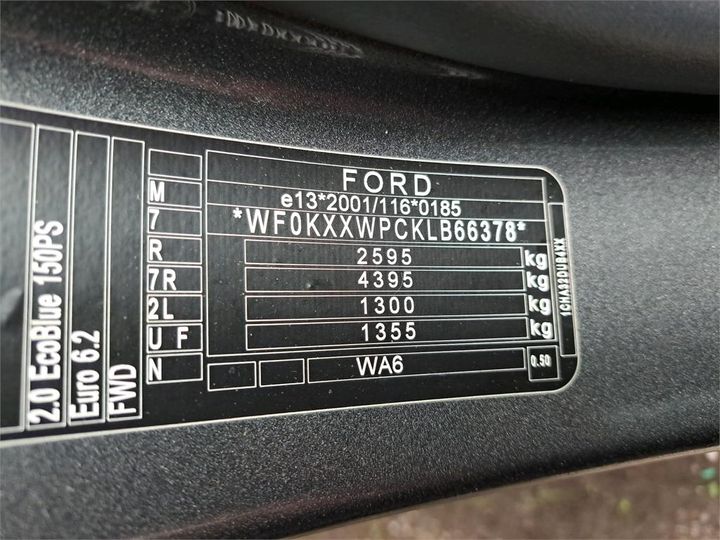 FORD
e13*2001/116*0185
*WF0KXXWPCKLB66378*
2595 kg
4395 kg
1300 kg
1355 kg
WA6
0.50
M
7
R
7R
2L
U F
N
2.0 EcoBlue 150PS
Euro 6.2
FWD